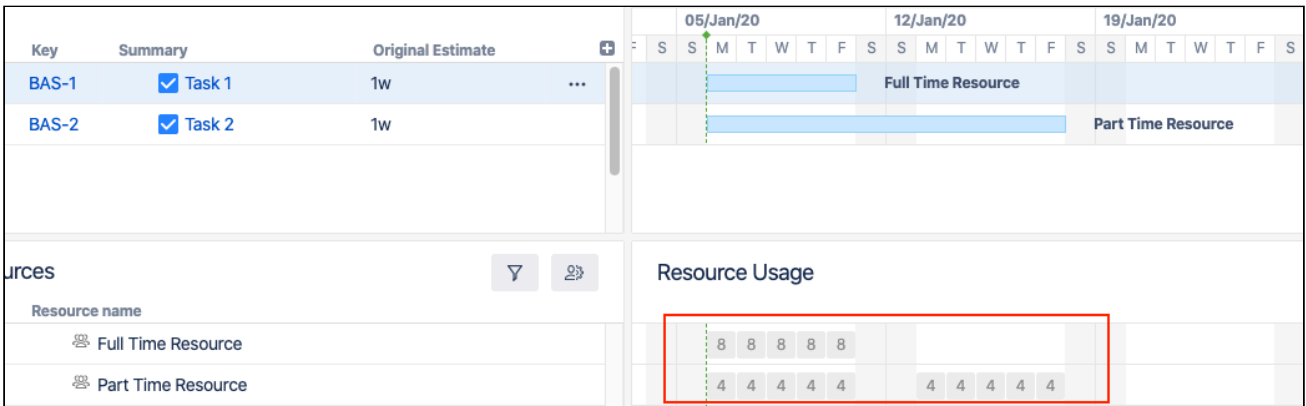 05/Jan/20 12/Jan/20 19/Jan/20
Key Summary Original Estimate F S S M T W T F S S M T W T F S S M T W T F S
BAS-1 Task 1 1w ... Full Time Resource
BAS-2 Task 2 1w Part Time Resource
urces Resource Usage
Resource name
Full Time Resource 8 8 8 8 8
Part Time Resource 4 4 4 4 4 4 4 4 4 4